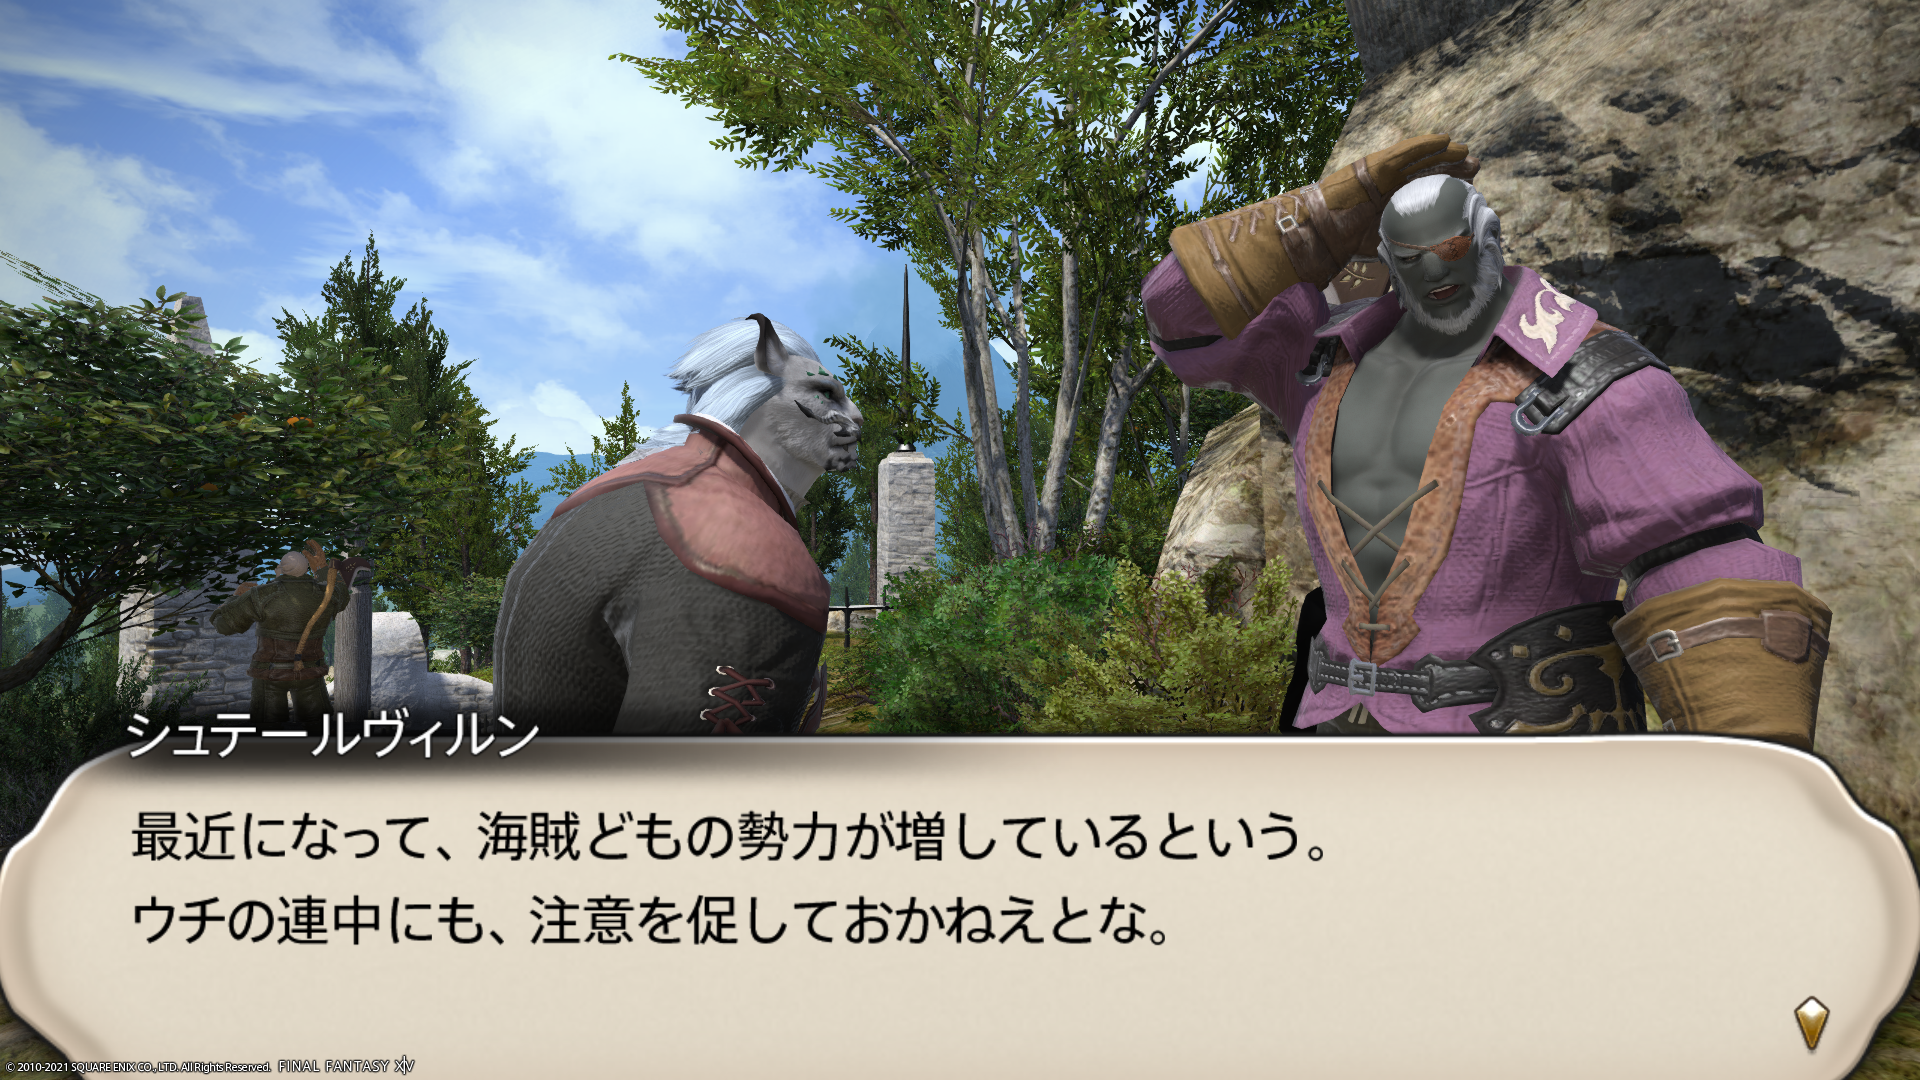 シュテールヴィルン
最近になって、海賊どもの勢力が増しているという。
ウチの連中にも、注意を促しておかねえとな。
© 2010-2021 SQUARE ENIX CO., LTD. All Rights Reserved. FINAL FANTASY XIV